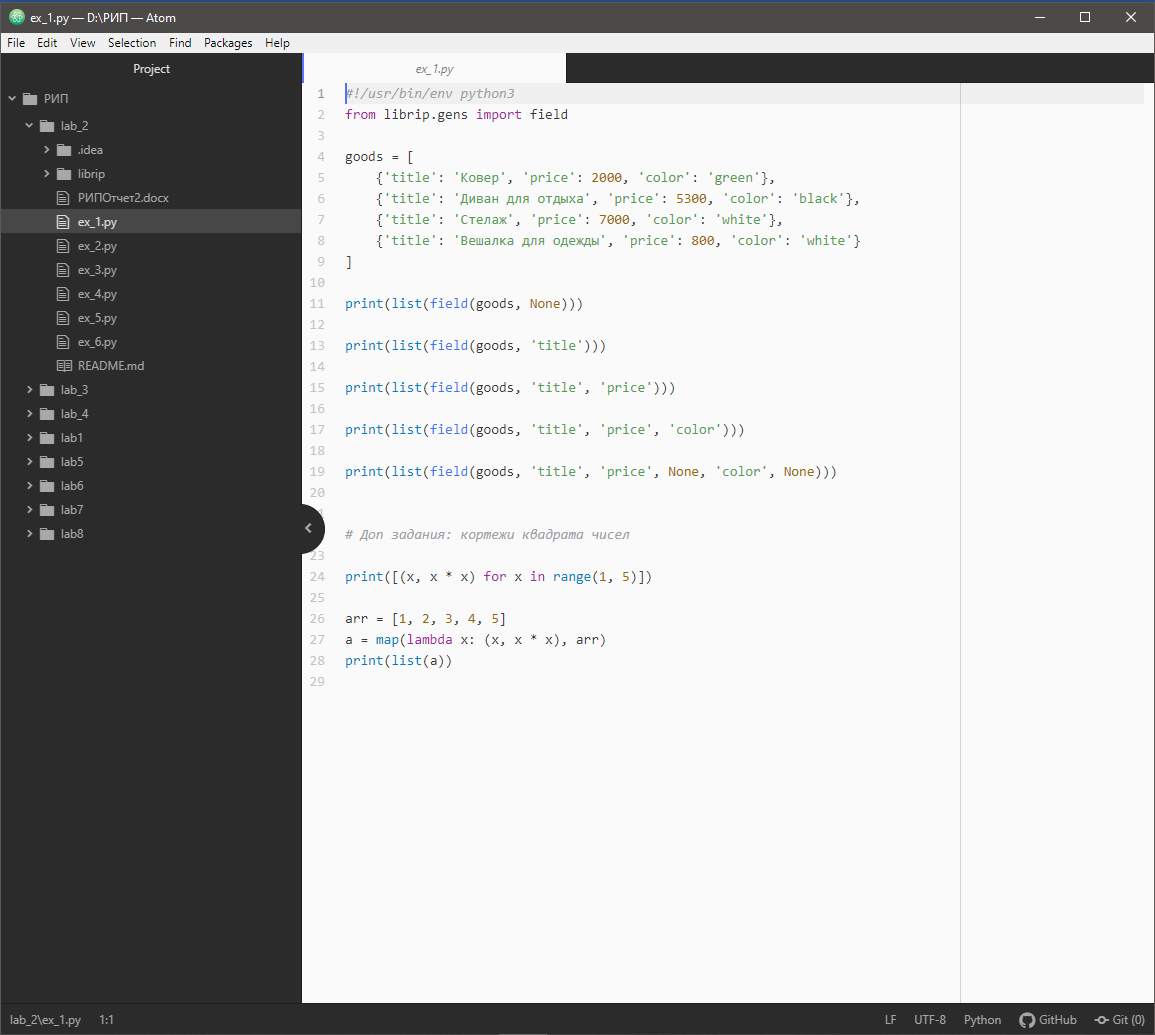 ex_1.py — D:\РИП — Atom
File Edit View Selection Find Packages Help
Project
РИП
lab_2
.idea
librip
РИПОтчет2.docx
ex_1.py
ex_2.py
ex_3.py
ex_4.py
ex_5.py
ex_6.py
README.md
lab_3
lab_4
lab1
lab5
lab6
lab7
lab8
ex_1.py
1 #!/usr/bin/env python3
2 from librip.gens import field
3
4 goods = [
5     {'title': 'Ковер', 'price': 2000, 'color': 'green'},
6     {'title': 'Диван для отдыха', 'price': 5300, 'color': 'black'},
7     {'title': 'Стелаж', 'price': 7000, 'color': 'white'},
8     {'title': 'Вешалка для одежды', 'price': 800, 'color': 'white'}
9 ]
10
11 print(list(field(goods, None)))
12
13 print(list(field(goods, 'title')))
14
15 print(list(field(goods, 'title', 'price')))
16
17 print(list(field(goods, 'title', 'price', 'color')))
18
19 print(list(field(goods, 'title', 'price', None, 'color', None)))
20
# Доп задания: кортежи квадрата чисел
23
24 print([(x, x * x) for x in range(1, 5)])
25
26 arr = [1, 2, 3, 4, 5]
27 a = map(lambda x: (x, x * x), arr)
28 print(list(a))
29
lab_2\ex_1.py 1:1 LF UTF-8 Python GitHub Git (0)